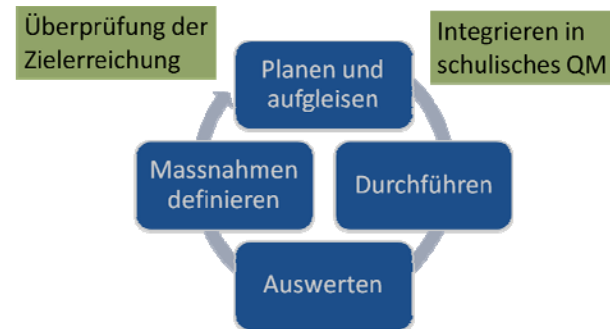 Überprüfung der
Zielerreichung
Integrieren in
schulisches QM
Planen und
aufgleisen
Massnahmen
definieren
Durchführen
Auswerten